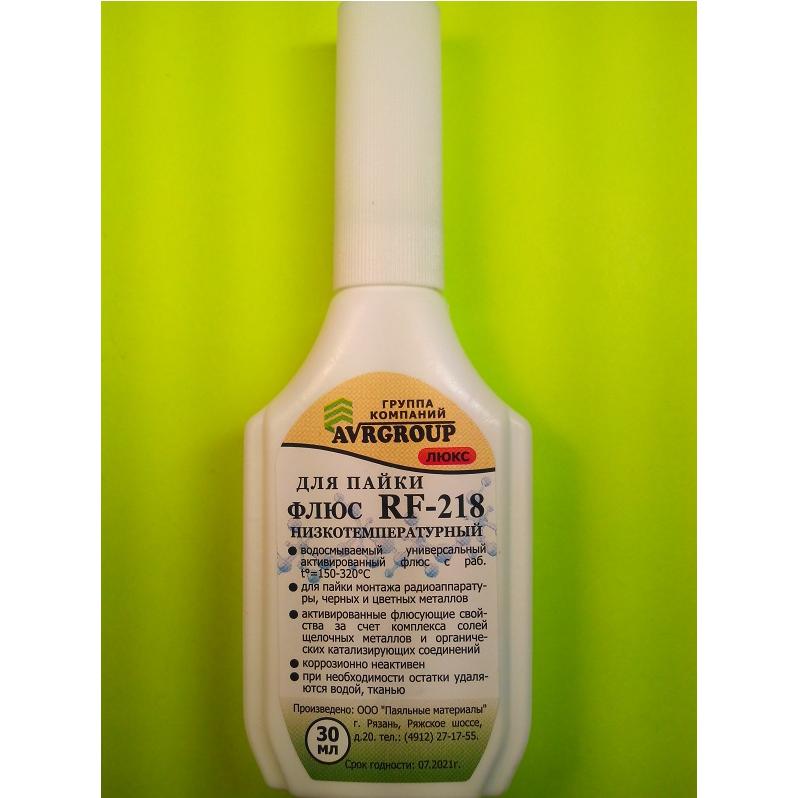 ГРУППА
КОМПАНИЙ
AVRGROUP
ЛЮКС
ДЛЯ ПАЙКИ
ФЛЮС RF-218
НИЗКОТЕМПЕРАТУРНЫЙ
● водосмываемый универсальный
активированный флюс с раб.
t°=150-320°C
● для пайки монтажа радиоаппарату-
ры, черных и цветных металлов
● активированные флюсующие свой-
ства за счет комплекса солей
щелочных металлов и органиче-
ских катализирующих соединений
● коррозионно неактивен
● при необходимости остатки удаля-
ются водой, тканью
Произведено: ООО "Паяльные материалы"
г. Рязань, Ряжское шоссе,
д.20. тел.: (4912) 27-17-55.
30
МЛ
Срок годности: 07.2021г.